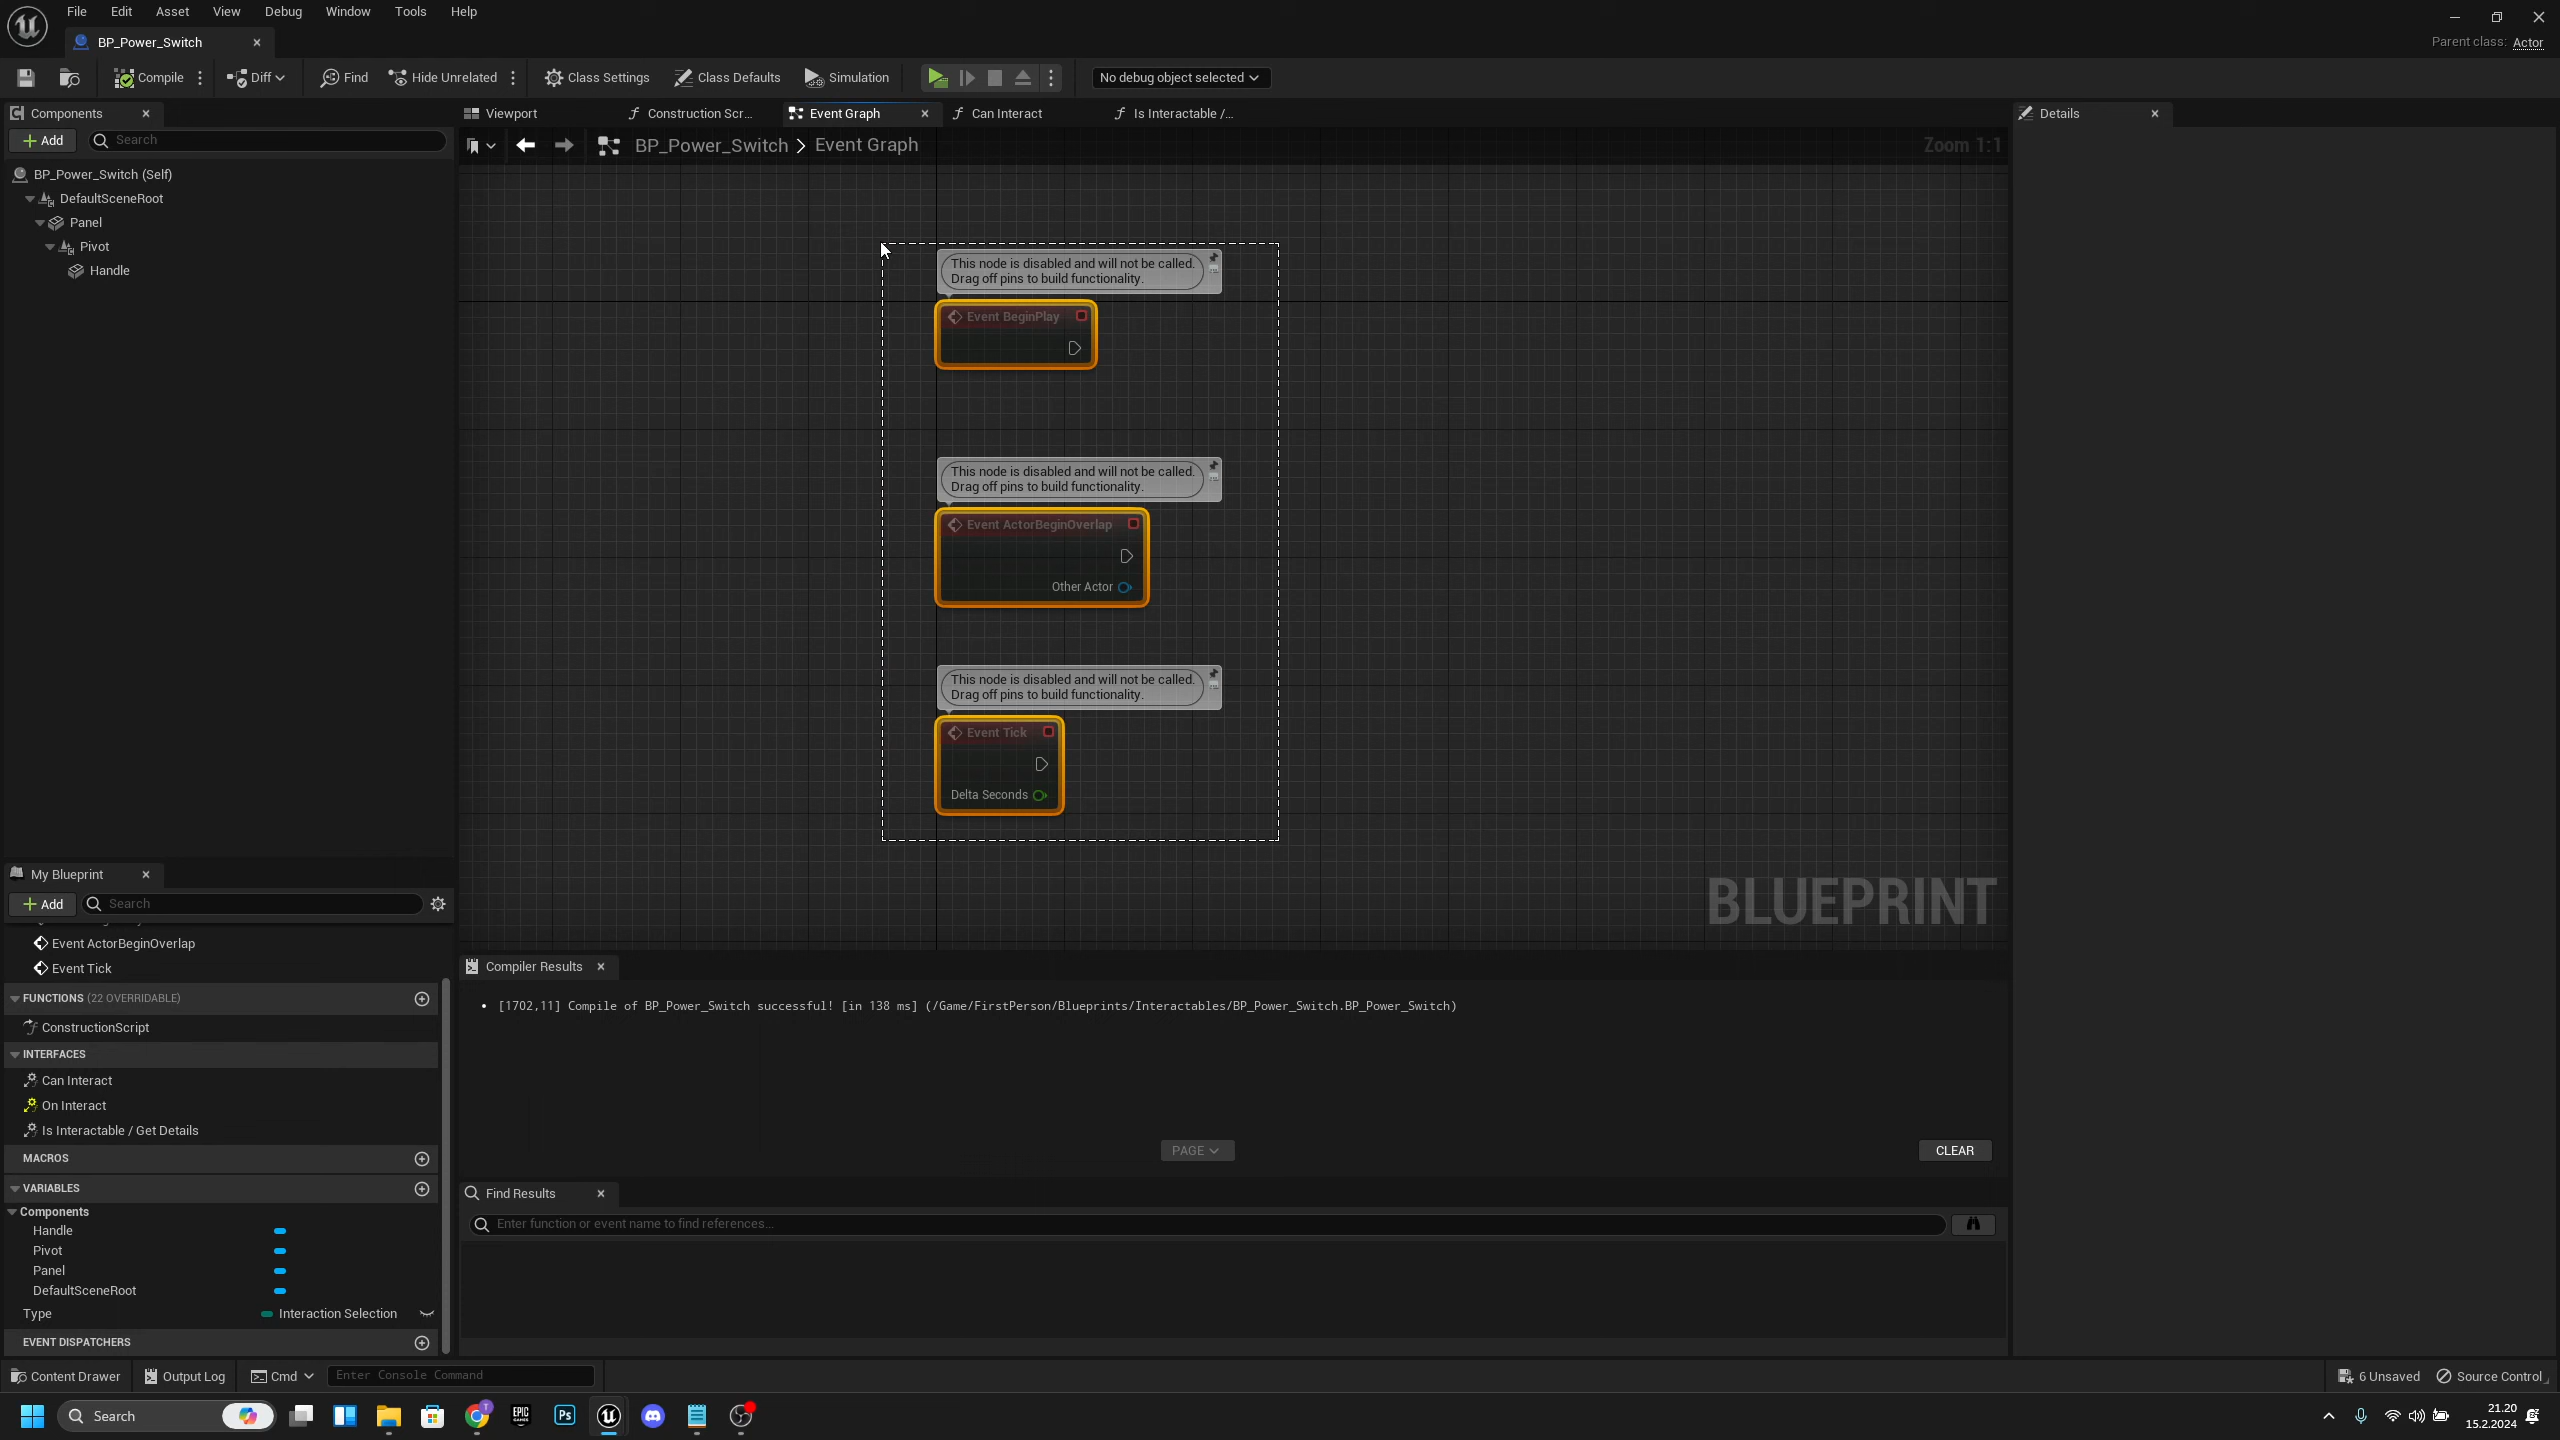 File Edit Asset View Debug Window Tools Help
BP_Power_Switch
Parent class: Actor
Compile Diff Find Hide Unrelated Class Settings Class Defaults Simulation No debug object selected
Components
Viewport Construction Scr... Event Graph Can Interact Is Interactable /...
Details
Add Search
BP_Power_Switch > Event Graph
Zoom 1:1
BP_Power_Switch (Self)
DefaultSceneRoot
Panel
Pivot
Handle
This node is disabled and will not be called.
Drag off pins to build functionality.
Event BeginPlay
This node is disabled and will not be called.
Drag off pins to build functionality.
Event ActorBeginOverlap
Other Actor
This node is disabled and will not be called.
Drag off pins to build functionality.
Event Tick
Delta Seconds
BLUEPRINT
My Blueprint
Add Search
Event ActorBeginOverlap
Event Tick
FUNCTIONS (22 OVERRIDABLE)
ConstructionScript
INTERFACES
Can Interact
On Interact
Is Interactable / Get Details
MACROS
VARIABLES
Components
Handle
Pivot
Panel
DefaultSceneRoot
Type Interaction Selection
EVENT DISPATCHERS
Compiler Results
[1702,11] Compile of BP_Power_Switch successful! [in 138 ms] (/Game/FirstPerson/Blueprints/Interactables/BP_Power_Switch.BP_Power_Switch)
PAGE
CLEAR
Find Results
Enter function or event name to find references...
Content Drawer Output Log Cmd Enter Console Command
6 Unsaved Source Control
Search
EPIC GAMES
Ps
21.20
15.2.2024